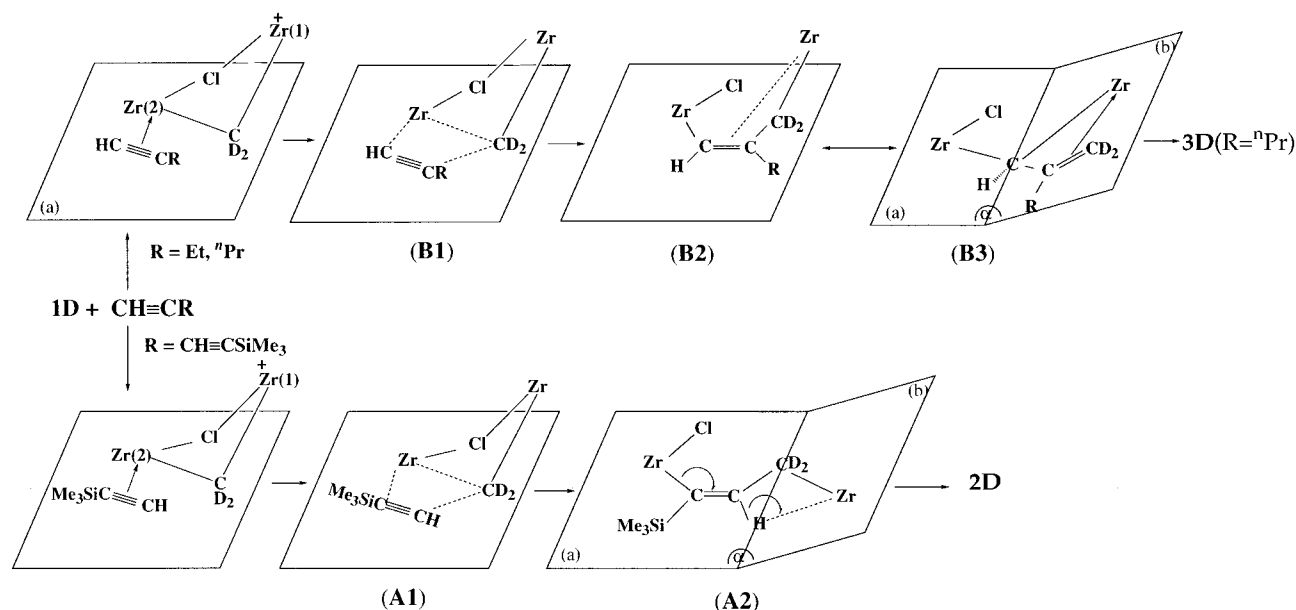 +
Zr(1)
Cl
Zr(2)
HC≡CR
C
D₂
(a)
Zr
Cl
Zr
HC≡CR
CD₂
(B1)
Zr
Cl
Zr
CD₂
C=C
H
R
(B2)
(b)
Zr
Cl
Zr
CD₂
C
C
H
R
(a)
α
(B3)
3D(R=ⁿPr)
R = Et, ⁿPr
1D + CH≡CR
R = CH≡CSiMe₃
+
Zr(1)
Cl
Zr(2)
Me₃SiC≡CH
C
D₂
Zr
Cl
Zr
Me₃SiC≡CH
CD₂
(A1)
(b)
Cl
Zr
CD₂
C=C
Zr
Me₃Si
H
(a)
α
(A2)
2D